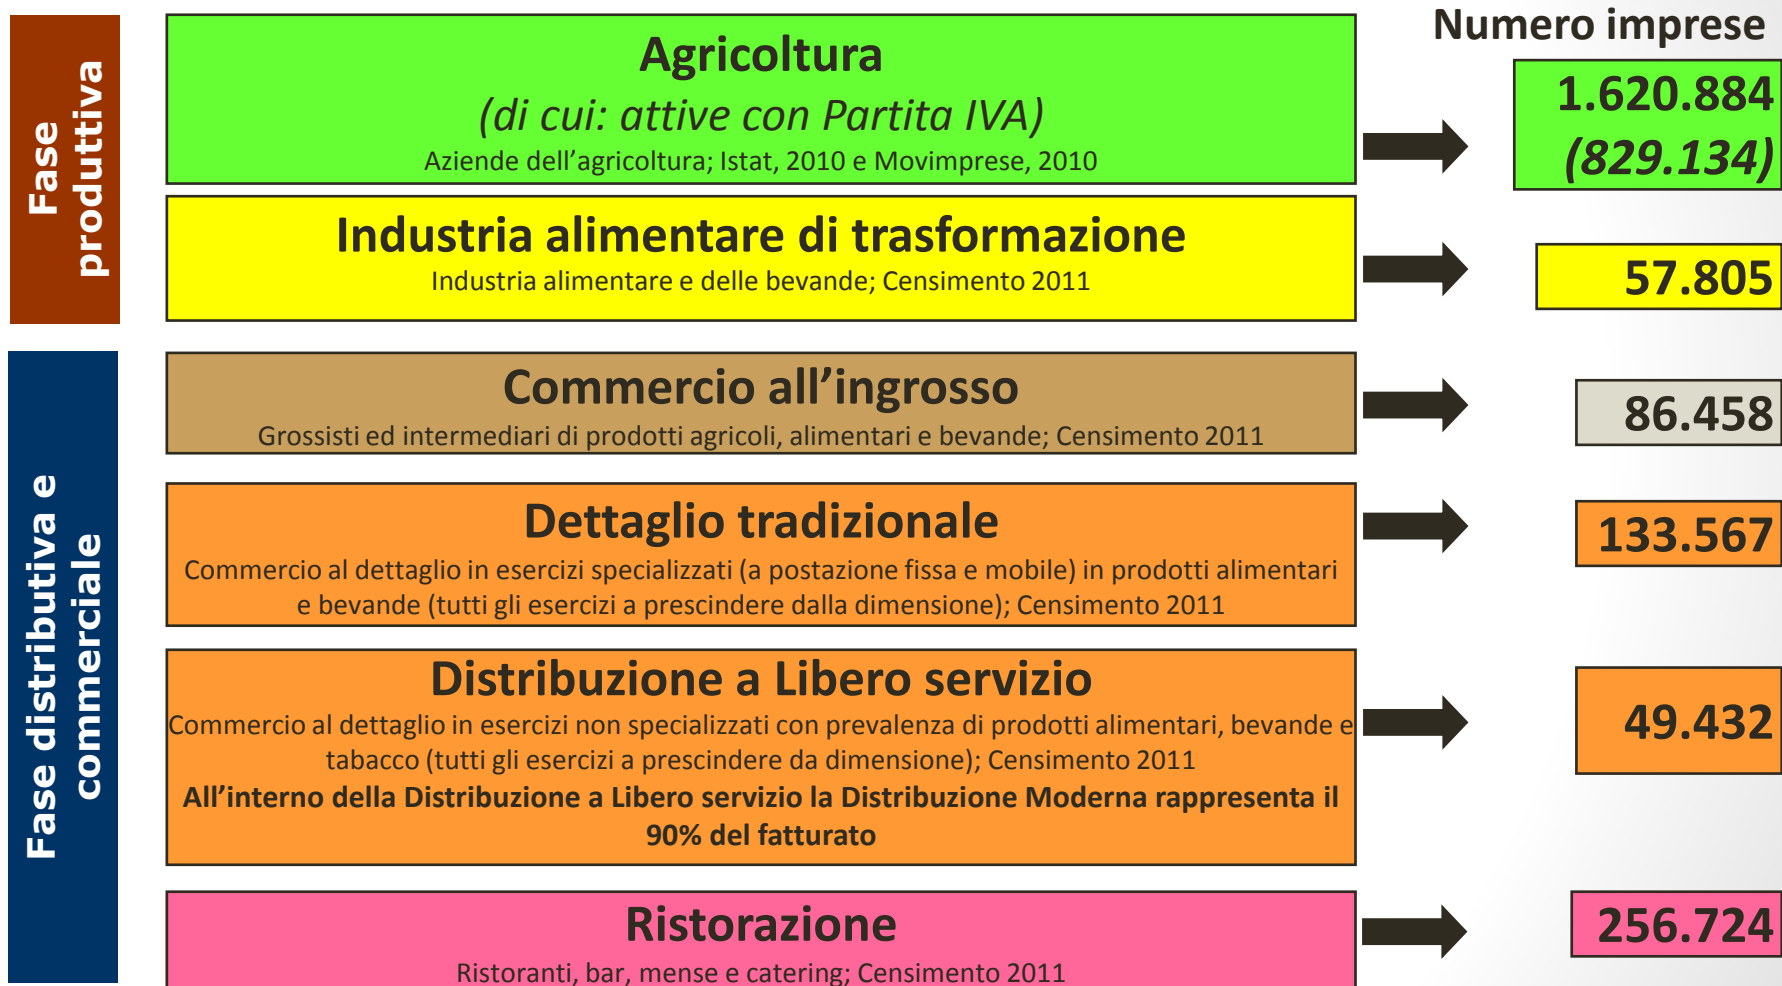 Numero imprese
Fase
produttiva
Agricoltura
(di cui: attive con Partita IVA)
Aziende dell’agricoltura; Istat, 2010 e Movimprese, 2010
1.620.884
(829.134)
Industria alimentare di trasformazione
Industria alimentare e delle bevande; Censimento 2011
57.805
Fase distributiva e
commerciale
Commercio all’ingrosso
Grossisti ed intermediari di prodotti agricoli, alimentari e bevande; Censimento 2011
86.458
Dettaglio tradizionale
Commercio al dettaglio in esercizi specializzati (a postazione fissa e mobile) in prodotti alimentari
e bevande (tutti gli esercizi a prescindere dalla dimensione); Censimento 2011
133.567
Distribuzione a Libero servizio
Commercio al dettaglio in esercizi non specializzati con prevalenza di prodotti alimentari, bevande e
tabacco (tutti gli esercizi a prescindere da dimensione); Censimento 2011
All’interno della Distribuzione a Libero servizio la Distribuzione Moderna rappresenta il
90% del fatturato
49.432
Ristorazione
Ristoranti, bar, mense e catering; Censimento 2011
256.724